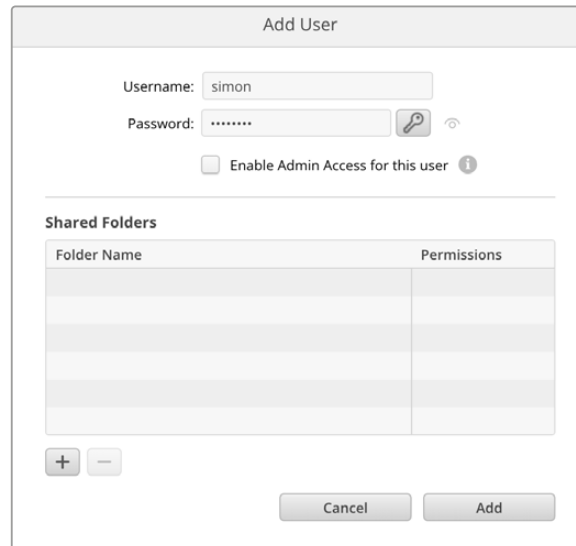 Add User
Username: simon
Password: ••••••••
Enable Admin Access for this user
Shared Folders
Folder Name Permissions
Cancel Add